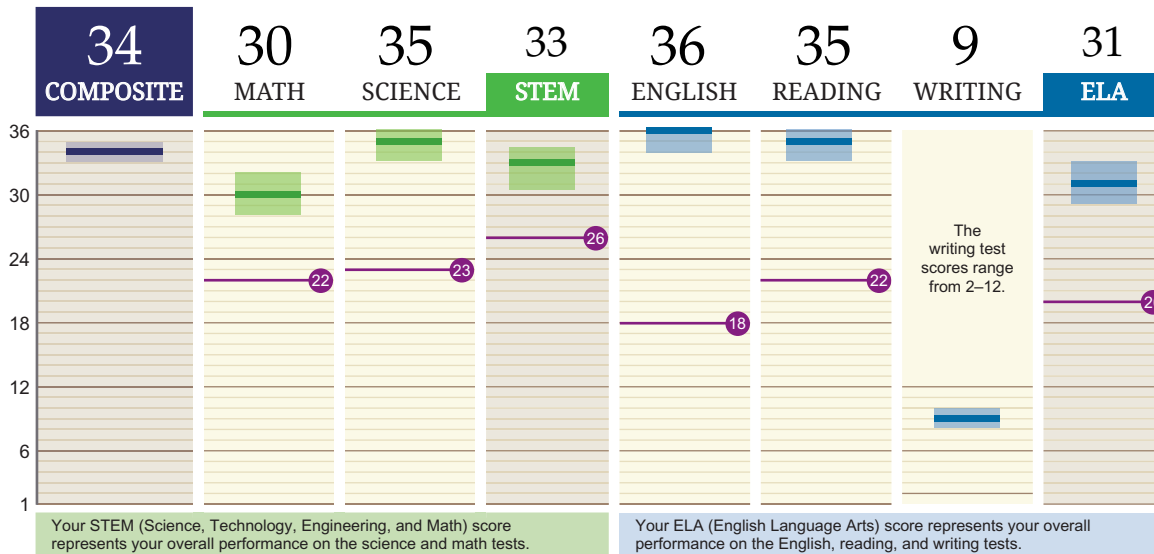 34 30 35 33 36 35 9 31
COMPOSITE MATH SCIENCE STEM ENGLISH READING WRITING ELA
36
30
24
18
12
6
1
22
23
26
18
22
The
writing test
scores range
from 2–12.
Your STEM (Science, Technology, Engineering, and Math) score
represents your overall performance on the science and math tests.
Your ELA (English Language Arts) score represents your overall
performance on the English, reading, and writing tests.